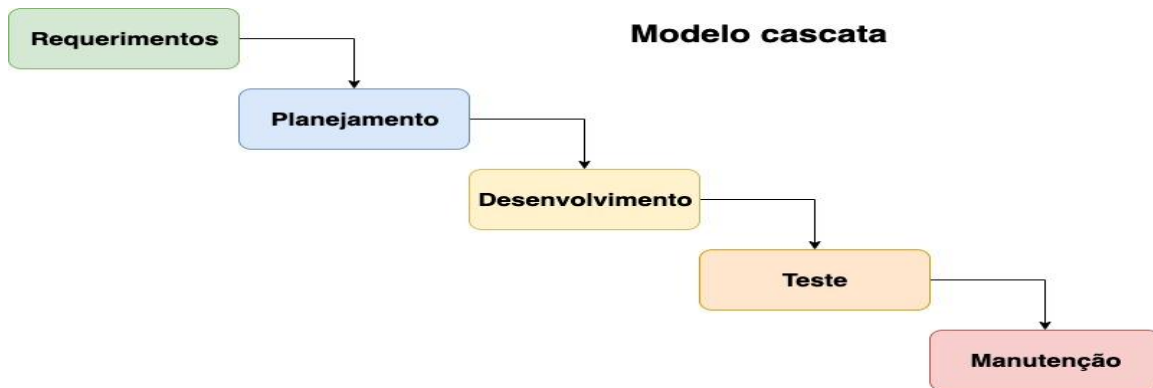 Modelo cascata
Requerimentos
Planejamento
Desenvolvimento
Teste
Manutenção